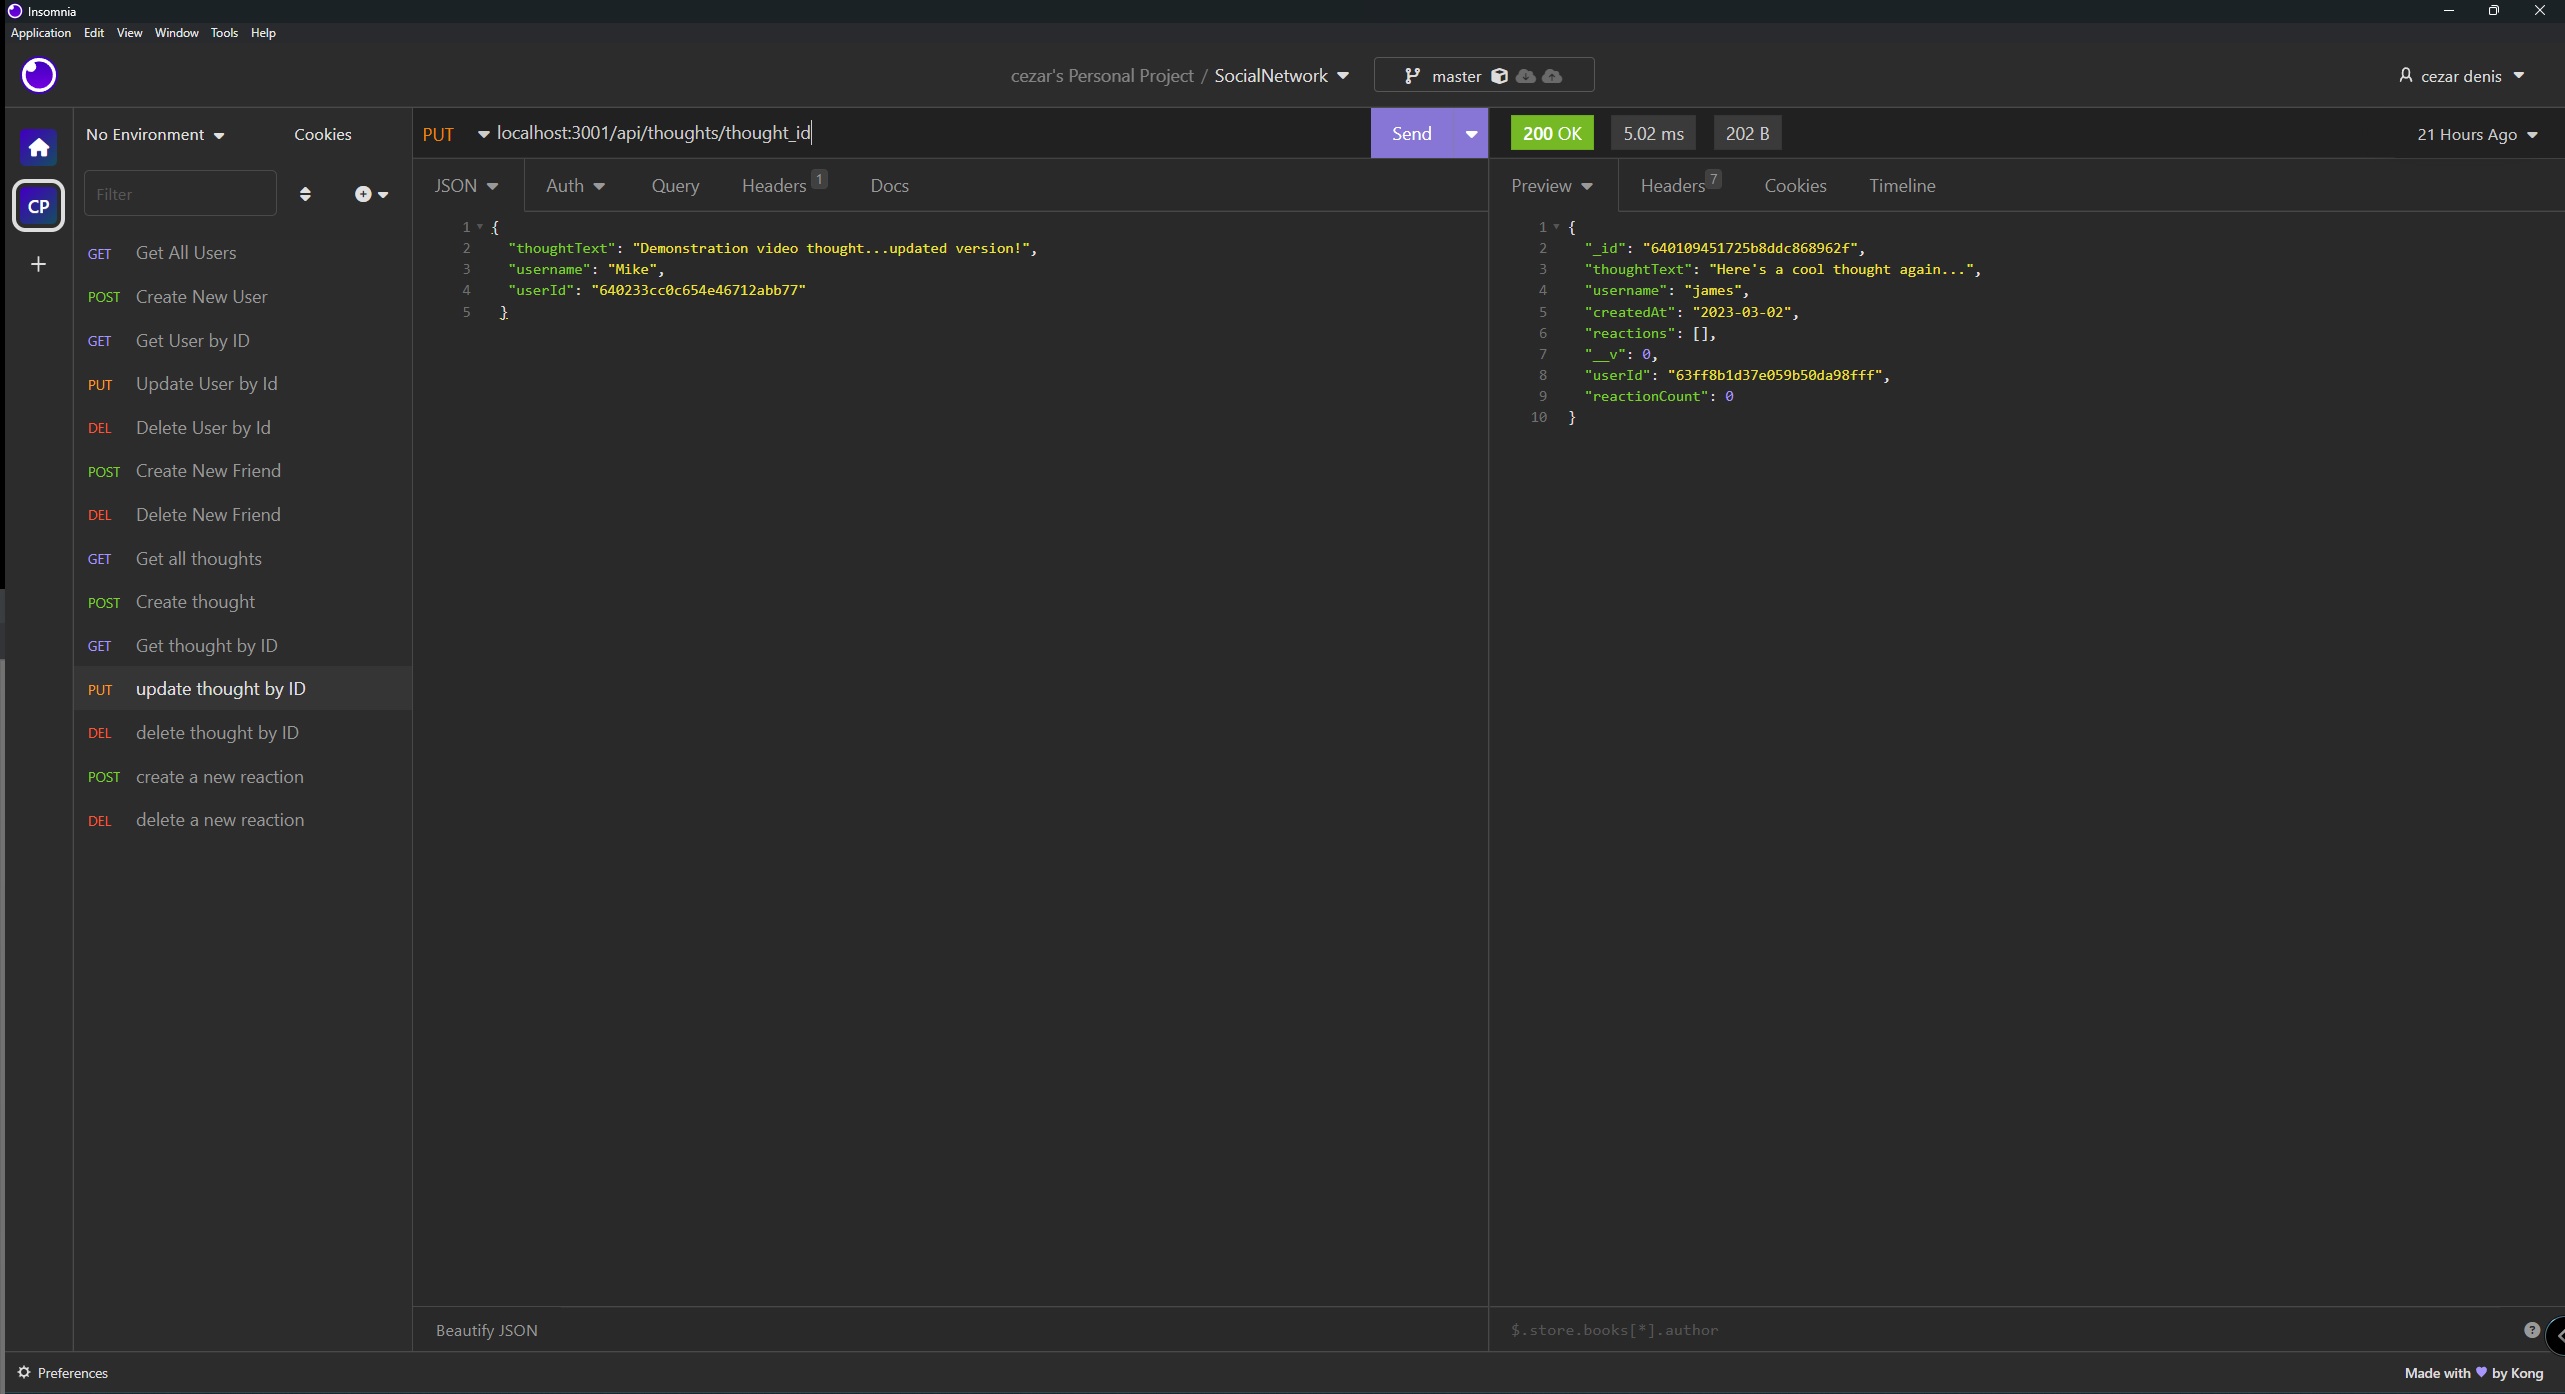 Insomnia
Application Edit View Window Tools Help
cezar's Personal Project / SocialNetwork
master
cezar denis
CP
No Environment Cookies
Filter
GET Get All Users
POST Create New User
GET Get User by ID
PUT Update User by Id
DEL Delete User by Id
POST Create New Friend
DEL Delete New Friend
GET Get all thoughts
POST Create thought
GET Get thought by ID
PUT update thought by ID
DEL delete thought by ID
POST create a new reaction
DEL delete a new reaction
PUT localhost:3001/api/thoughts/thought_id Send
JSON Auth Query Headers 1 Docs
1 {
2 "thoughtText": "Demonstration video thought...updated version!",
3 "username": "Mike",
4 "userId": "640233cc0c654e46712abb77"
5 }
Beautify JSON
200 OK 5.02 ms 202 B 21 Hours Ago
Preview Headers 7 Cookies Timeline
1 {
2 "_id": "640109451725b8ddc868962f",
3 "thoughtText": "Here's a cool thought again...",
4 "username": "james",
5 "createdAt": "2023-03-02",
6 "reactions": [],
7 "__v": 0,
8 "userId": "63ff8b1d37e059b50da98fff",
9 "reactionCount": 0
10 }
$.store.books[*].author
Preferences
Made with by Kong